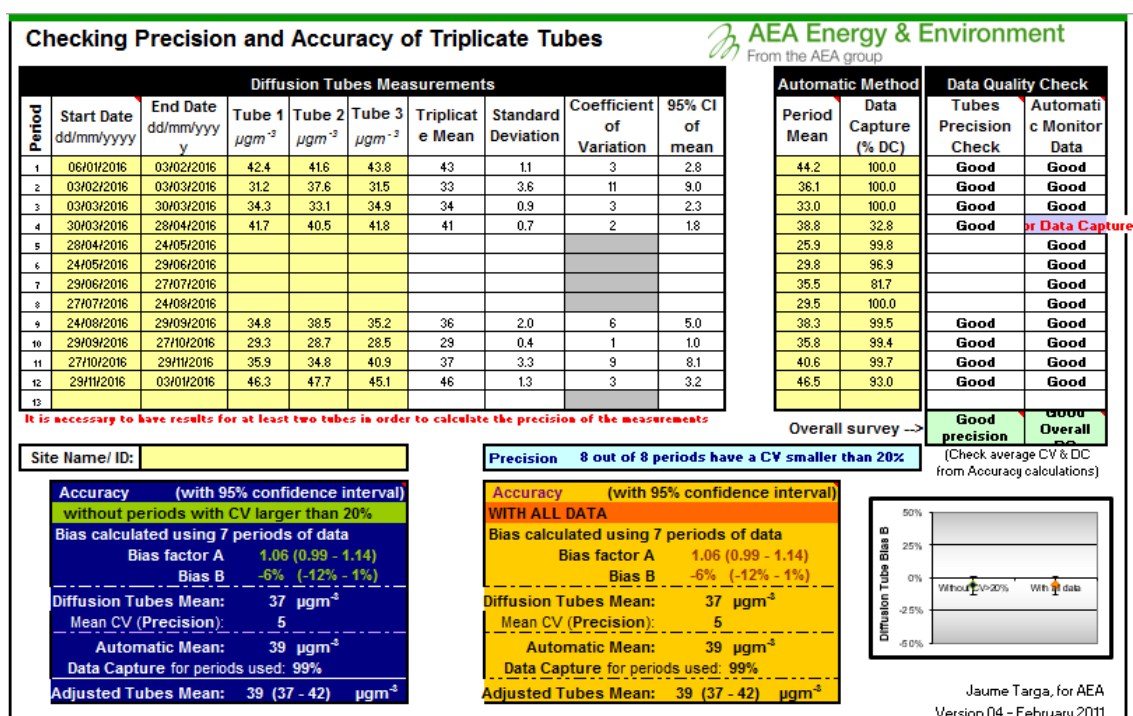 Checking Precision and Accuracy of Triplicate Tubes
AEA Energy & Environment
From the AEA group
Diffusion Tubes Measurements
Automatic Method
Data Quality Check
Period
Start Date dd/mm/yyyy
End Date dd/mm/yyyy
Tube 1 µgm-3
Tube 2 µgm-3
Tube 3 µgm-3
Triplicate Mean
Standard Deviation
Coefficient of Variation
95% CI of mean
Period Mean
Data Capture (% DC)
Tubes Precision Check
Automatic Monitor Data
1 06/01/2016 03/02/2016 42.4 41.6 43.8 43 1.1 3 2.8 44.2 100.0 Good Good
2 03/02/2016 03/03/2016 31.2 37.6 31.5 33 3.6 11 9.0 36.1 100.0 Good Good
3 03/03/2016 30/03/2016 34.3 33.1 34.9 34 0.9 3 2.3 33.0 100.0 Good Good
4 30/03/2016 28/04/2016 41.7 40.5 41.8 41 0.7 2 1.8 38.8 32.8 Good or Data Capture
5 28/04/2016 24/05/2016 25.9 99.8 Good
6 24/05/2016 29/06/2016 29.8 96.9 Good
7 29/06/2016 27/07/2016 35.5 81.7 Good
8 27/07/2016 24/08/2016 29.5 100.0 Good
9 24/08/2016 29/09/2016 34.8 38.5 35.2 36 2.0 6 5.0 38.3 99.5 Good Good
10 29/09/2016 27/10/2016 29.3 28.7 28.5 29 0.4 1 1.0 35.8 99.4 Good Good
11 27/10/2016 29/11/2016 35.9 34.8 40.9 37 3.3 9 8.1 40.6 99.7 Good Good
12 29/11/2016 03/01/2016 46.3 47.7 45.1 46 1.3 3 3.2 46.5 93.0 Good Good
13
It is necessary to have results for at least two tubes in order to calculate the precision of the measurements
Overall survey -->
Good precision
Good Overall
(Check average CV & DC from Accuracy calculations)
Site Name/ ID:
Precision 8 out of 8 periods have a CV smaller than 20%
Accuracy (with 95% confidence interval)
without periods with CV larger than 20%
Bias calculated using 7 periods of data
Bias factor A 1.06 (0.99 - 1.14)
Bias B -6% (-12% - 1%)
Diffusion Tubes Mean: 37 µgm-3
Mean CV (Precision): 5
Automatic Mean: 39 µgm-3
Data Capture for periods used: 99%
Adjusted Tubes Mean: 39 (37 - 42) µgm-3
Accuracy (with 95% confidence interval)
WITH ALL DATA
Bias calculated using 7 periods of data
Bias factor A 1.06 (0.99 - 1.14)
Bias B -6% (-12% - 1%)
Diffusion Tubes Mean: 37 µgm-3
Mean CV (Precision): 5
Automatic Mean: 39 µgm-3
Data Capture for periods used: 99%
Adjusted Tubes Mean: 39 (37 - 42) µgm-3
Diffusion Tube Bias B
50%
25%
0%
-25%
-50%
Without CV>20%
With all data
Jaume Targa, for AEA
Version 04 - February 2011